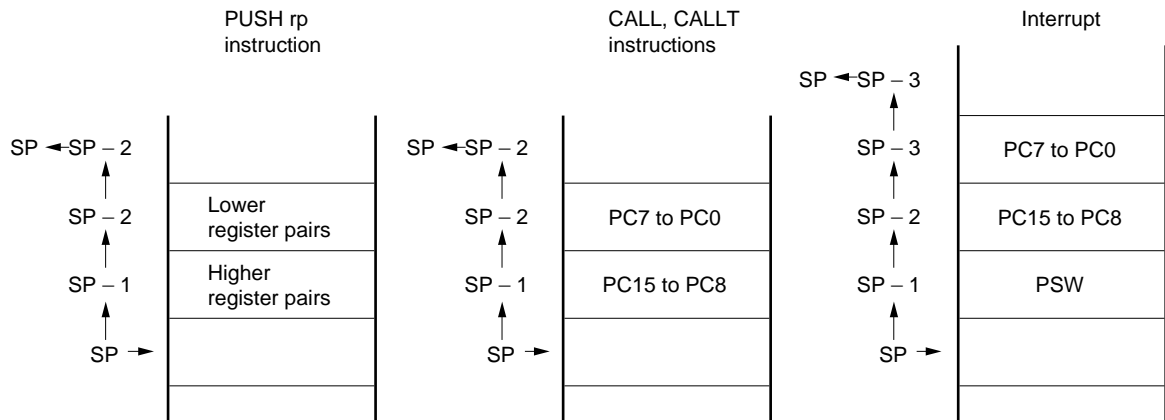 PUSH rp
instruction
SP SP – 2
SP – 2
Lower
register pairs
SP – 1
Higher
register pairs
SP
CALL, CALLT
instructions
SP SP – 2
SP – 2
PC7 to PC0
SP – 1
PC15 to PC8
SP
Interrupt
SP SP – 3
SP – 3
PC7 to PC0
SP – 2
PC15 to PC8
SP – 1
PSW
SP